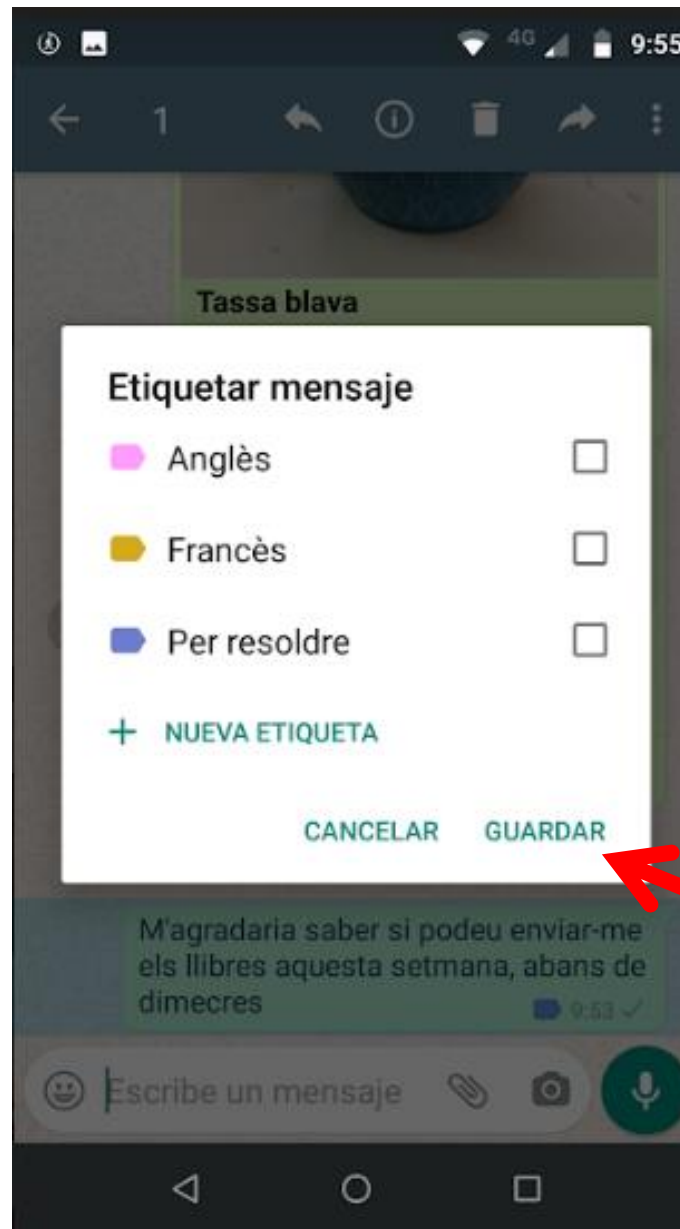 4G 9:55
1
Tassa blava
Etiquetar mensaje
Anglès
Francès
Per resoldre
+ NUEVA ETIQUETA
CANCELAR GUARDAR
M'agradaria saber si podeu enviar-me
els llibres aquesta setmana, abans de
dimecres
9:53
Escribe un mensaje